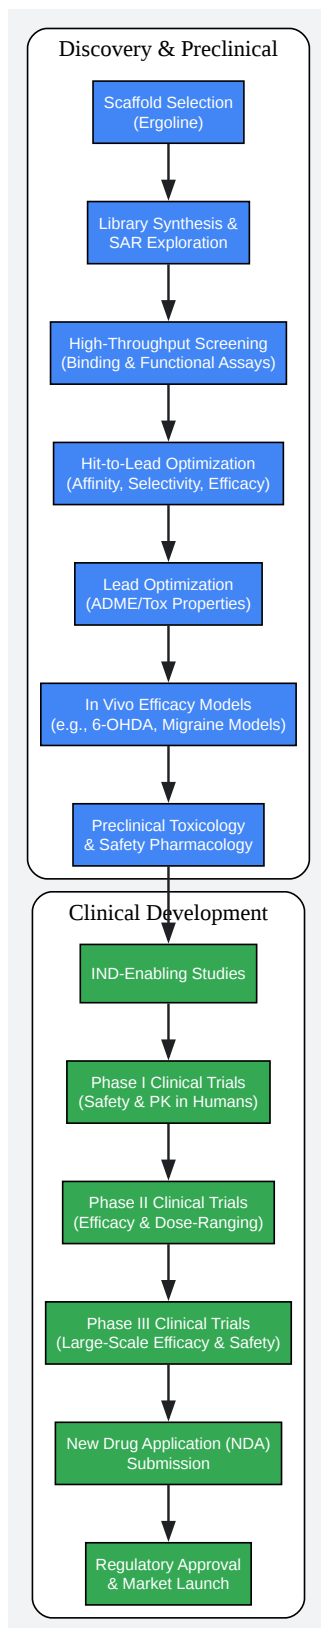 Discovery & Preclinical
Scaffold Selection
(Ergoline)
Library Synthesis &
SAR Exploration
High-Throughput Screening
(Binding & Functional Assays)
Hit-to-Lead Optimization
(Affinity, Selectivity, Efficacy)
Lead Optimization
(ADME/Tox Properties)
In Vivo Efficacy Models
(e.g., 6-OHDA, Migraine Models)
Preclinical Toxicology
& Safety Pharmacology
Clinical Development
IND-Enabling Studies
Phase I Clinical Trials
(Safety & PK in Humans)
Phase II Clinical Trials
(Efficacy & Dose-Ranging)
Phase III Clinical Trials
(Large-Scale Efficacy & Safety)
New Drug Application (NDA)
Submission
Regulatory Approval
& Market Launch